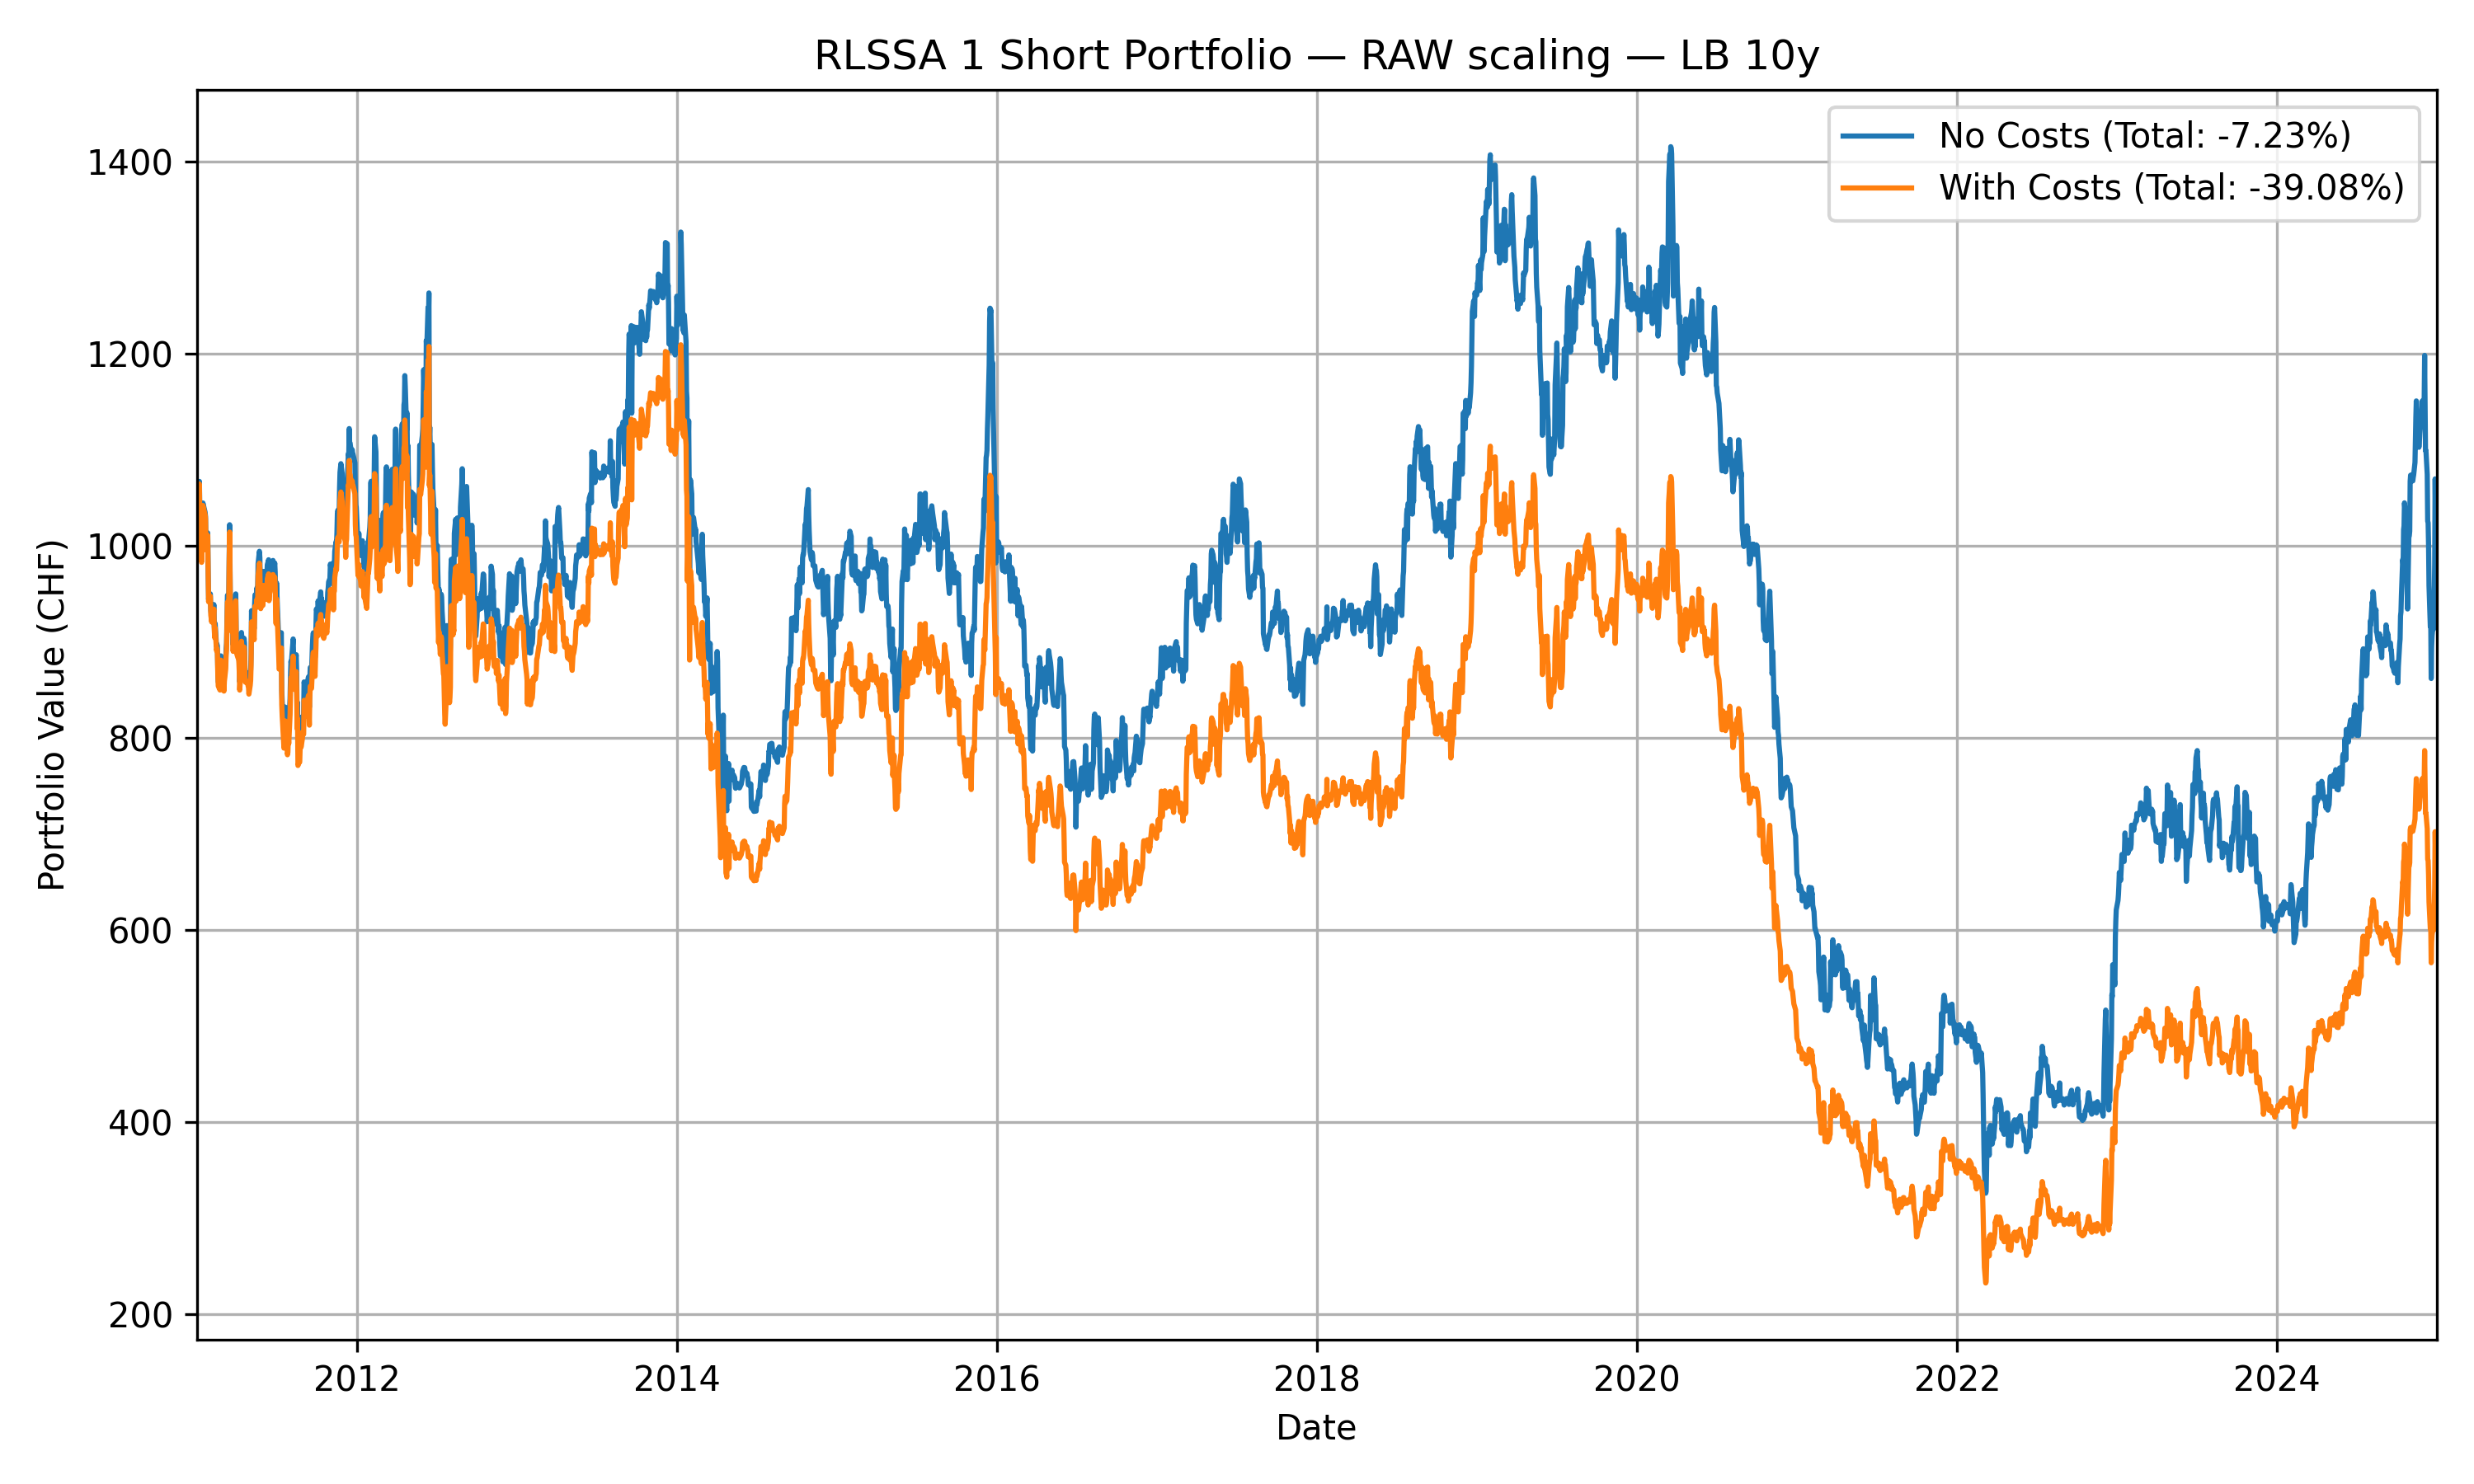 RLSSA 1 Short Portfolio — RAW scaling — LB 10y
No Costs (Total: -7.23%)
With Costs (Total: -39.08%)
Portfolio Value (CHF)
1400
1200
1000
800
600
400
200
2012
2014
2016
2018
2020
2022
2024
Date